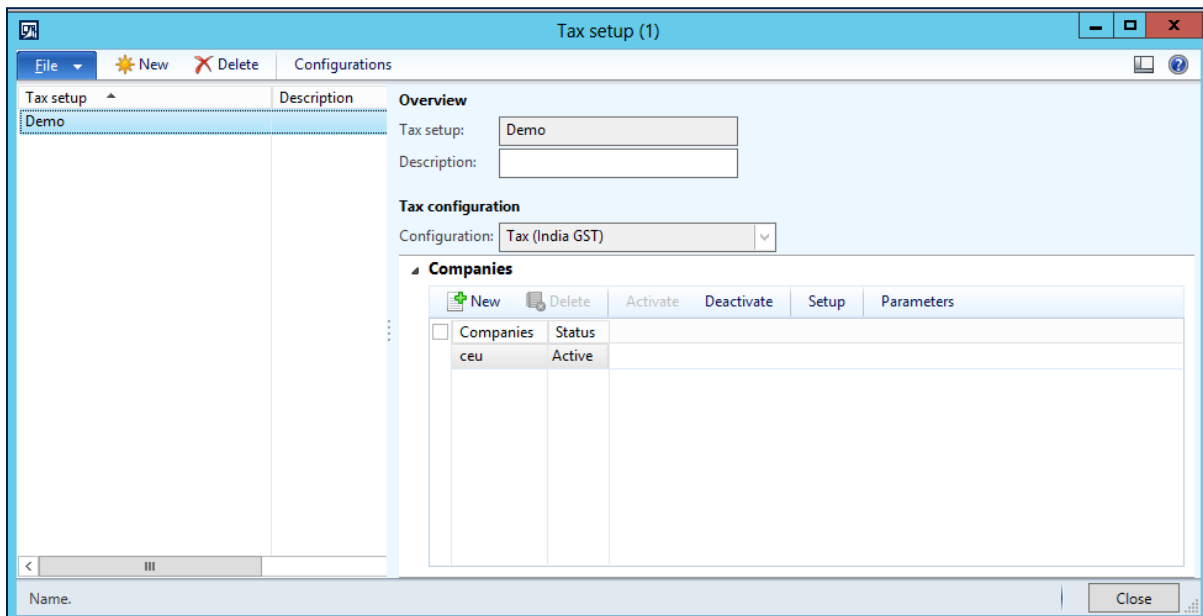 Tax setup (1)
File New Delete Configurations
Tax setup Description
Demo
Overview
Tax setup: Demo
Description:
Tax configuration
Configuration: Tax (India GST)
Companies
New Delete Activate Deactivate Setup Parameters
Companies Status
ceu Active
Name. Close